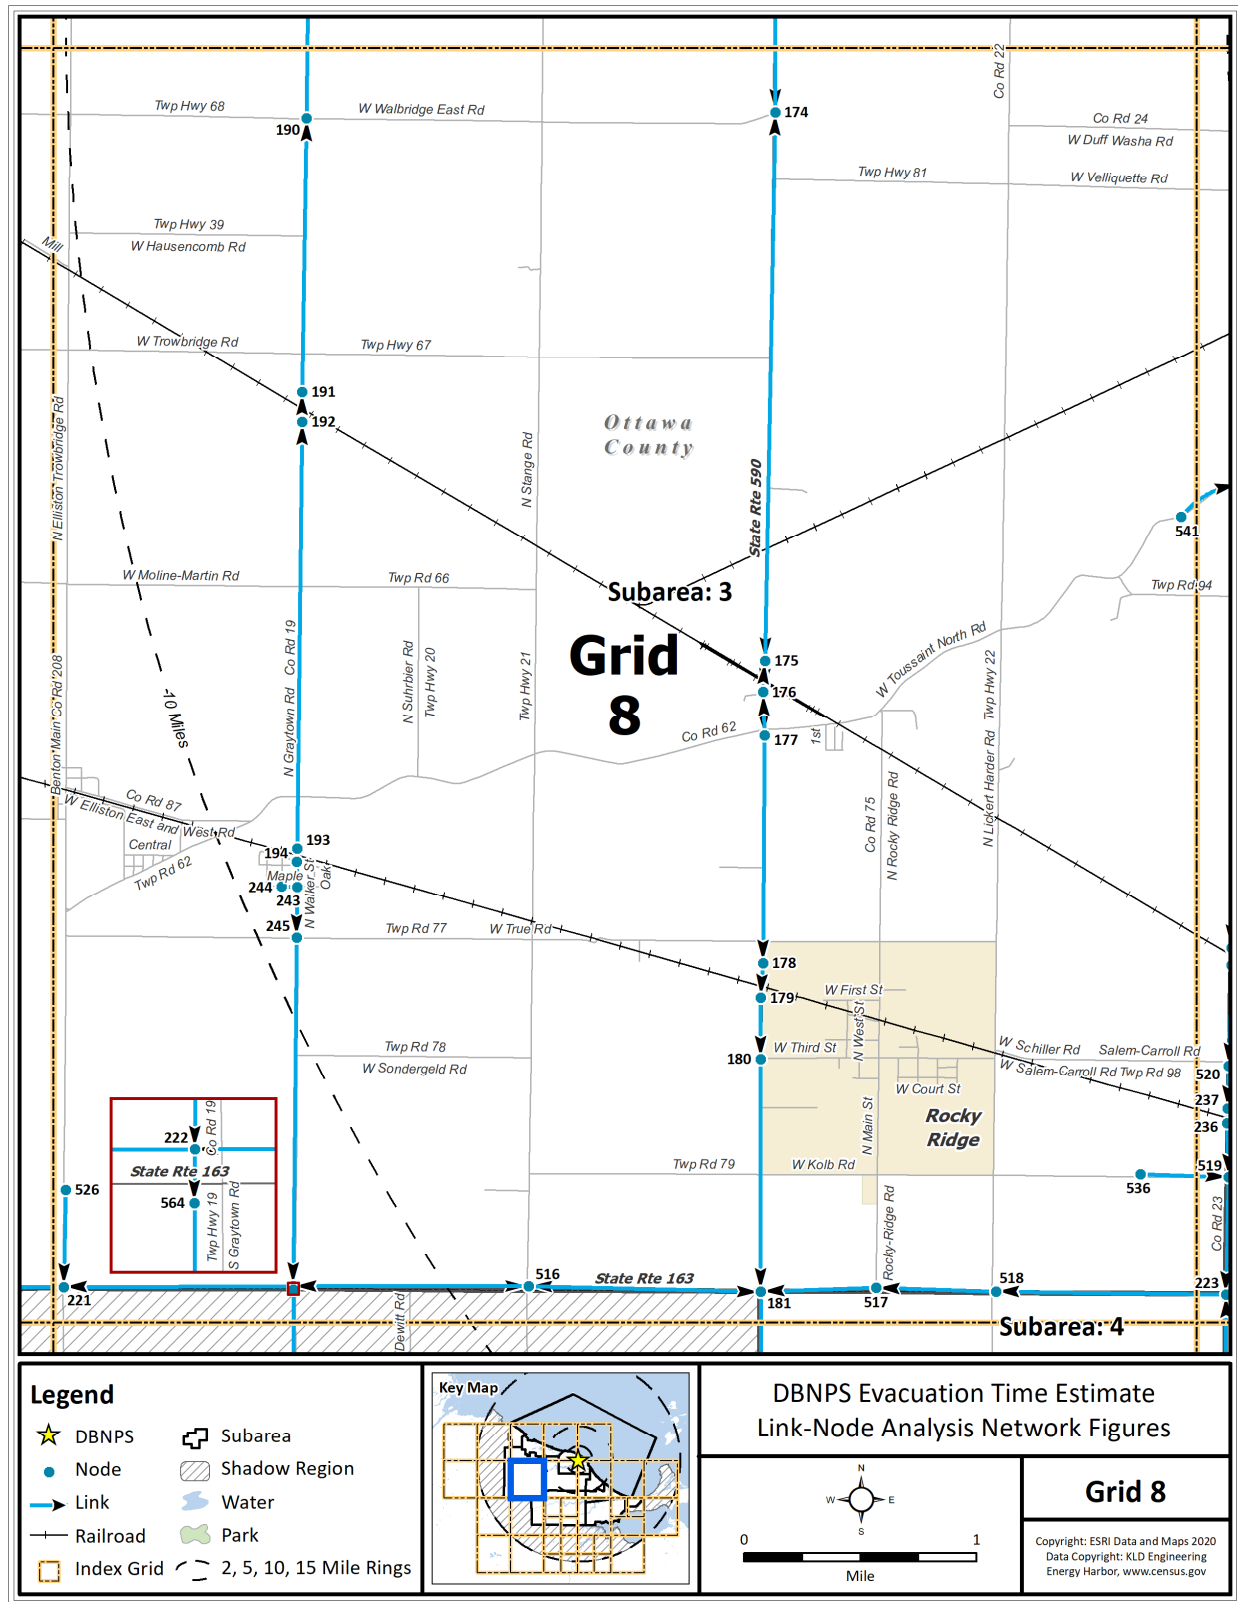 Co Rd 22
Twp Hwy 68
W Walbridge East Rd
174
Co Rd 24
190
W Duff Washa Rd
Twp Hwy 81
W Velliquette Rd
Twp Hwy 39
Mill
W Hausencomb Rd
W Trowbridge Rd
Twp Hwy 67
191
192
Ottawa
County
N Elliston Trowbridge Rd
N Stange Rd
State Rte 590
541
W Moline-Martin Rd
Twp Rd 66
Subarea: 3
Twp Rd 94
Grid
8
Co Rd 19
N Graytown Rd
N Suhrbier Rd
Twp Hwy 20
Twp Hwy 21
175
176
177
W Toussaint North Rd
Twp Hwy 22
N Lickert Harder Rd
Benton Main Co Rd 208
10 Miles
Co Rd 62
1st
Co Rd 87
W Elliston East and West Rd
Central
Twp Rd 62
193
194
Maple
Oak
N Walker St
244
243
245
Co Rd 75
N Rocky Ridge Rd
Twp Rd 77
W True Rd
178
179
W First St
N West St
180
W Third St
W Schiller Rd
Salem-Carroll Rd
W Salem-Carroll Rd Twp Rd 98
520
Twp Rd 78
W Sondergeld Rd
W Court St
237
236
Rocky
Ridge
N Main St
Co Rd 19
222
State Rte 163
564
Twp Hwy 19
S Graytown Rd
526
Twp Rd 79
W Kolb Rd
536
519
Co Rd 23
Rocky-Ridge Rd
516
State Rte 163
518
223
221
181
517
Dewitt Rd
Subarea: 4
Legend
DBNPS
Subarea
Node
Shadow Region
Link
Water
Railroad
Park
Index Grid
2, 5, 10, 15 Mile Rings
Key Map
DBNPS Evacuation Time Estimate
Link-Node Analysis Network Figures
N
W
E
S
0
1
Mile
Grid 8
Copyright: ESRI Data and Maps 2020
Data Copyright: KLD Engineering
Energy Harbor, www.census.gov